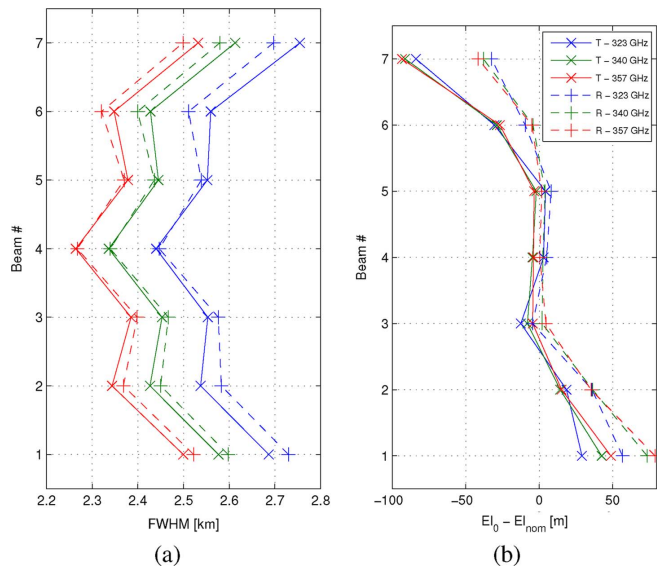 7
6
5
4
3
2
1
Beam #
2.2 2.3 2.4 2.5 2.6 2.7 2.8
FWHM [km]
(a)
T − 323 GHz
T − 340 GHz
T − 357 GHz
R − 323 GHz
R − 340 GHz
R − 357 GHz
7
6
5
4
3
2
1
Beam #
−100 −50 0 50
El0 − Elnom [m]
(b)